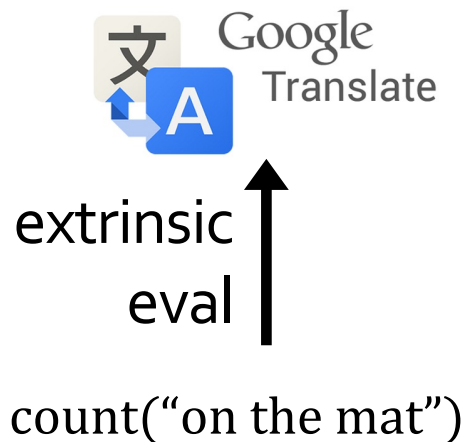 文 Google
A Translate
extrinsic
eval
count(“on the mat”)